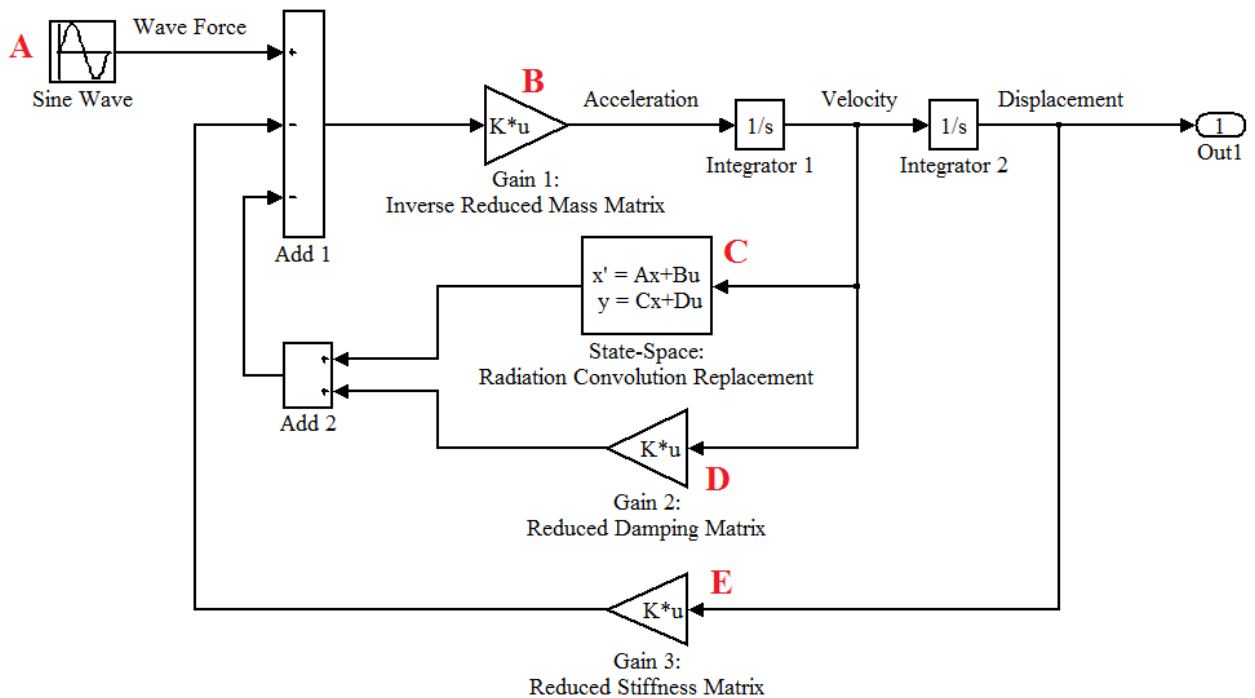 A
Sine Wave
Wave Force
+
-
-
Add 1
B
K*u
Gain 1:
Inverse Reduced Mass Matrix
Acceleration
1/s
Integrator 1
Velocity
1/s
Integrator 2
Displacement
1
Out1
C
x' = Ax+Bu
y = Cx+Du
State-Space:
Radiation Convolution Replacement
+
+
Add 2
K*u
D
Gain 2:
Reduced Damping Matrix
E
K*u
Gain 3:
Reduced Stiffness Matrix